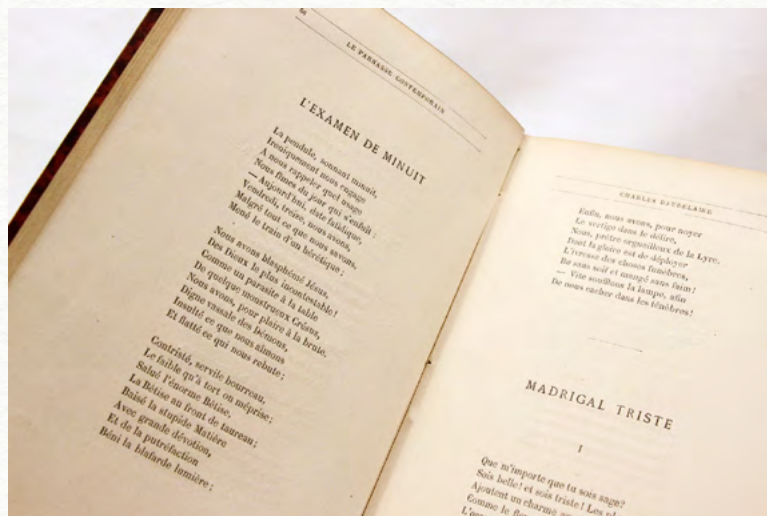 LE PARNASSE CONTEMPORAIN
L'EXAMEN DE MINUIT
La pendule, sonnant minuit,
Ironiquement nous engage
A nous rappeler quel usage
Nous fîmes du jour qui s'enfuit :
— Aujourd'hui, date fatidique,
Vendredi, treize, nous avons,
Malgré tout ce que nous savons,
Mené le train d'un hérétique ;
Nous avons blasphémé Jésus,
Des Dieux le plus incontestable !
Comme un parasite à la table
De quelque monstrueux Crésus,
Nous avons, pour plaire à la brute,
Digne vassale des Démons,
Insulté ce que nous aimons
Et flatté ce qui nous rebute ;
Contristé, servile bourreau,
Le faible qu'à tort on méprise ;
Salué l'énorme Bêtise,
La Bêtise au front de taureau ;
Baisé la stupide Matière
Avec grande dévotion,
Et de la putréfaction
Béni la blafarde lumière ;
CHARLES BAUDELAIRE
Enfin, nous avons, pour noyer
Le vertige dans le délire,
Nous, prêtre orgueilleux de la Lyre,
Dont la gloire est de déployer
L'ivresse des choses funèbres,
Bu sans soif et mangé sans faim !
— Vite soufflons la lampe, afin
De nous cacher dans les ténèbres !
MADRIGAL TRISTE
I
Que m'importe que tu sois sage ?
Sois belle ! et sois triste ! Les
Ajoutent un charme
Comme le